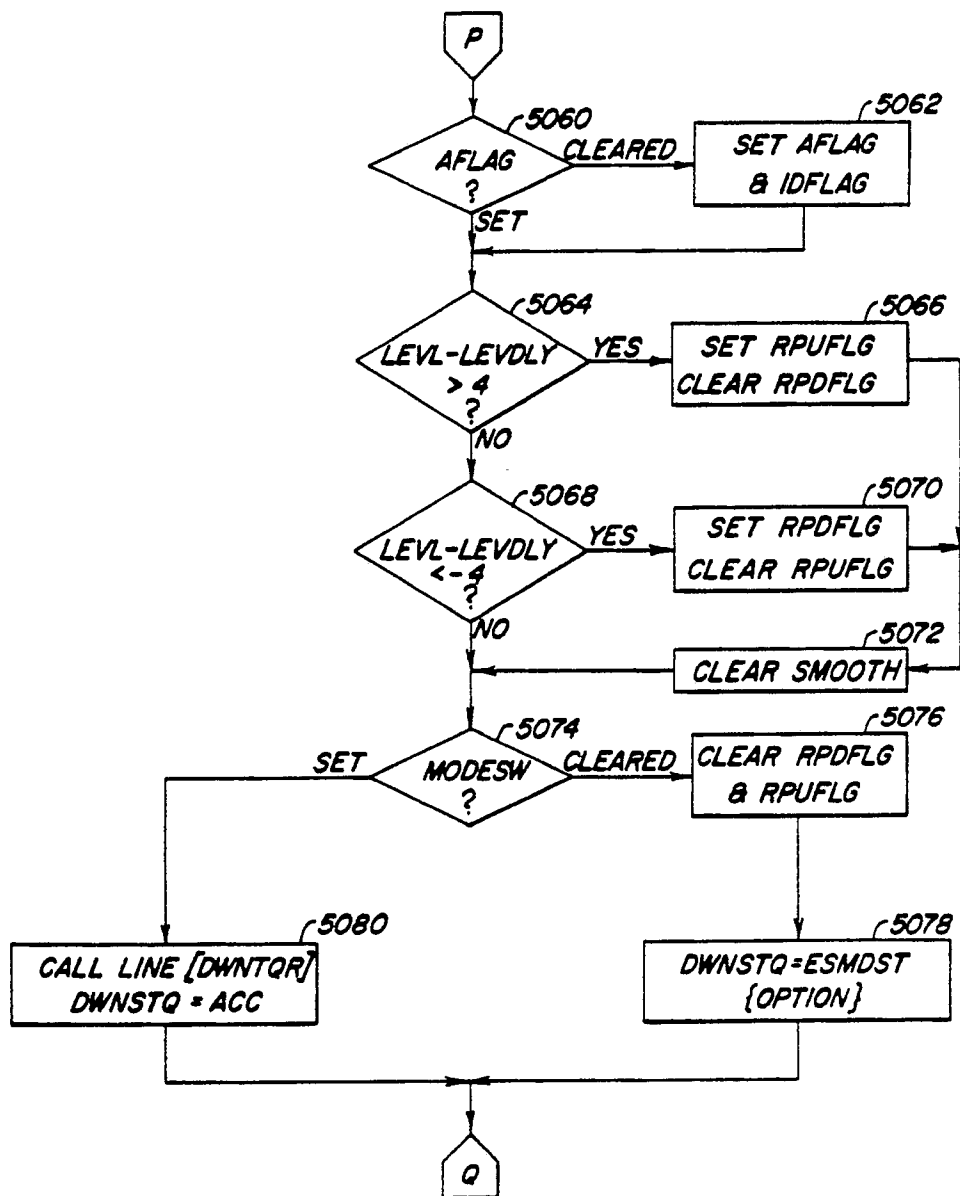 P
5060
AFLAG
?
CLEARED
SET
5062
SET AFLAG
& IDFLAG
5064
LEVL-LEVDLY
> 4
?
YES
NO
5066
SET RPUFLG
CLEAR RPDFLG
5068
LEVL-LEVDLY
<-4
?
YES
NO
5070
SET RPDFLG
CLEAR RPUFLG
5072
CLEAR SMOOTH
5074
MODESW
?
SET
CLEARED
5076
CLEAR RPDFLG
& RPUFLG
5080
CALL LINE [DWNTQR]
DWNSTQ = ACC
5078
DWNSTQ=ESMDST
{OPTION}
Q